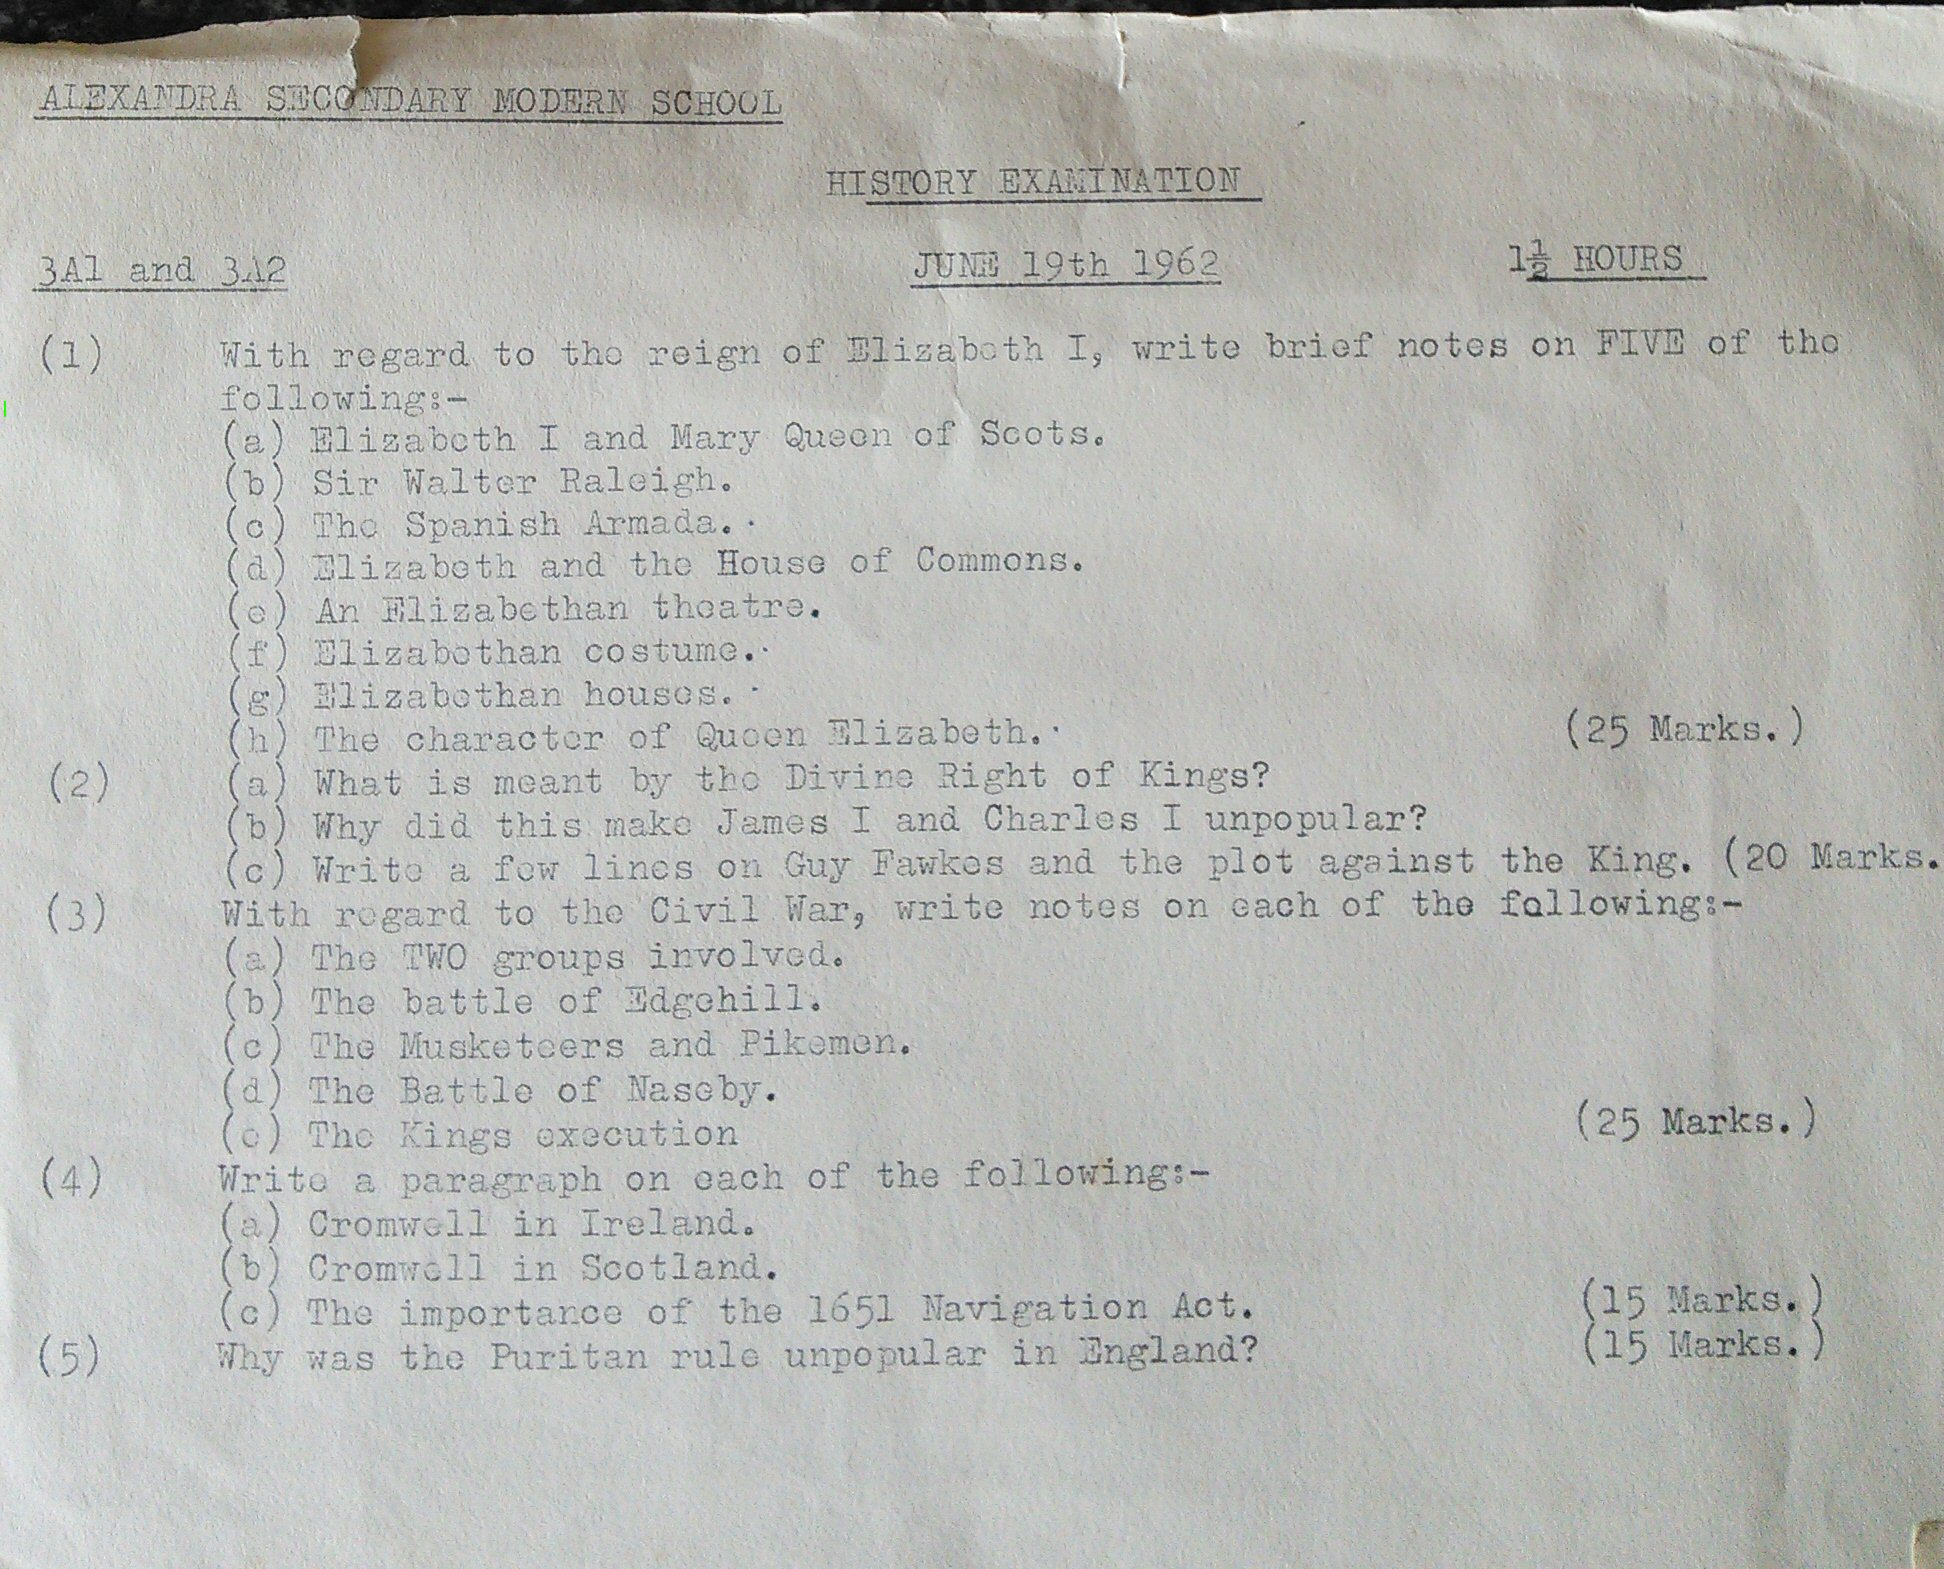 ALEXANDRA SECONDARY MODERN SCHOOL
HISTORY EXAMINATION
3A1 and 3A2 JUNE 19th 1962 1½ HOURS
(1) With regard to the reign of Elizabeth I, write brief notes on FIVE of the
following:-
(a) Elizabeth I and Mary Queen of Scots.
(b) Sir Walter Raleigh.
(c) The Spanish Armada.
(d) Elizabeth and the House of Commons.
(e) An Elizabethan theatre.
(f) Elizabethan costume.
(g) Elizabethan houses.
(h) The character of Queen Elizabeth. (25 Marks.)
(2) (a) What is meant by the Divine Right of Kings?
(b) Why did this make James I and Charles I unpopular?
(c) Write a few lines on Guy Fawkes and the plot against the King. (20 Marks.
(3) With regard to the Civil War, write notes on each of the following:-
(a) The TWO groups involved.
(b) The battle of Edgehill.
(c) The Musketeers and Pikemen.
(d) The Battle of Naseby.
(e) The Kings execution (25 Marks.)
(4) Write a paragraph on each of the following:-
(a) Cromwell in Ireland.
(b) Cromwell in Scotland.
(c) The importance of the 1651 Navigation Act. (15 Marks.)
(5) Why was the Puritan rule unpopular in England? (15 Marks.)